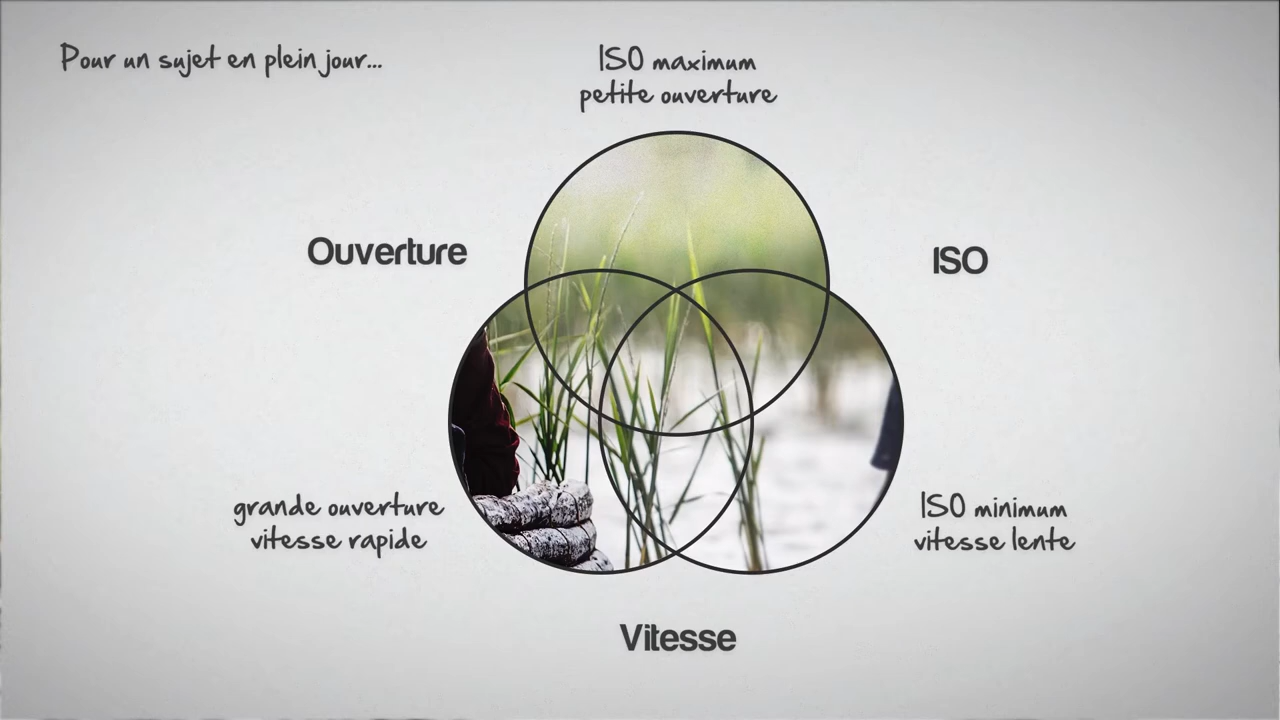 Pour un sujet en plein jour...
ISO maximum
petite ouverture
Ouverture
ISO
grande ouverture
vitesse rapide
ISO minimum
vitesse lente
Vitesse